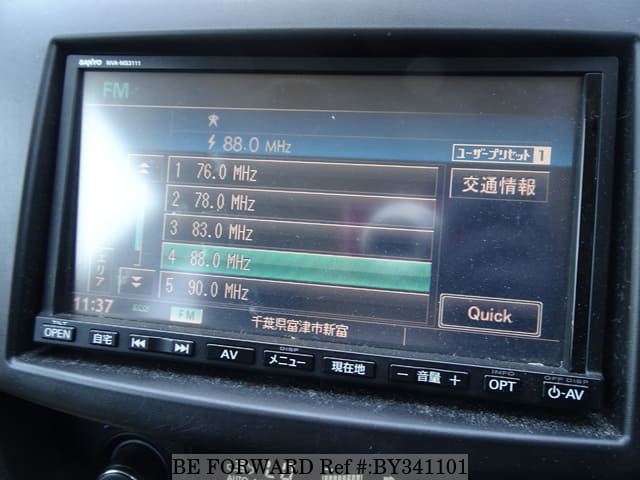 SANYO NVA-MS3111
FM
88.0 MHz
ユーザープリセット 1
1 76.0 MHz
交通情報
2 78.0 MHz
3 83.0 MHz
4 88.0 MHz
エリア
5 90.0 MHz
Quick
11:37
FM
千葉県富津市新富
TILT
OPEN
自宅
AV
DISP
メニュー
現在地
− 音量 +
INFO
OPT
OFF DISP
-AV
BE FORWARD Ref #:BY341101